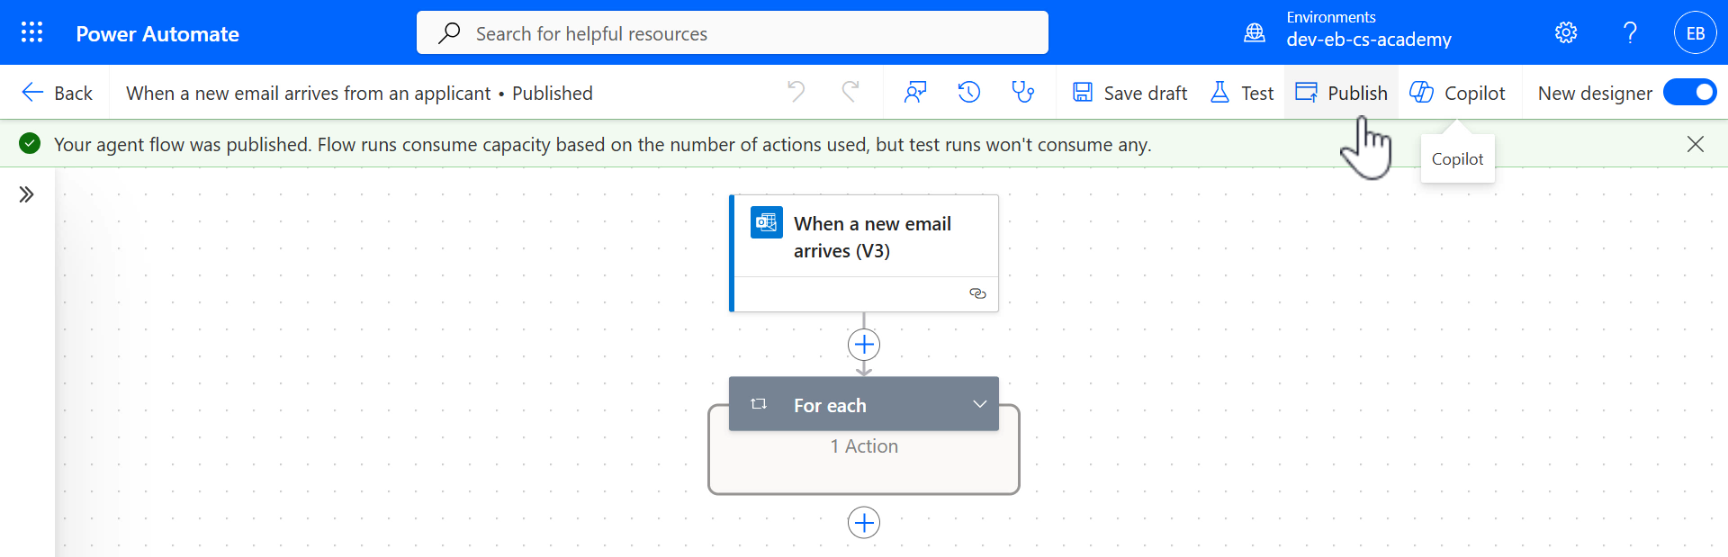 Power Automate
Search for helpful resources
Environments
dev-eb-cs-academy
EB
Back
When a new email arrives from an applicant • Published
Save draft
Test
Publish
Copilot
New designer
Your agent flow was published. Flow runs consume capacity based on the number of actions used, but test runs won't consume any.
Copilot
When a new email
arrives (V3)
For each
1 Action